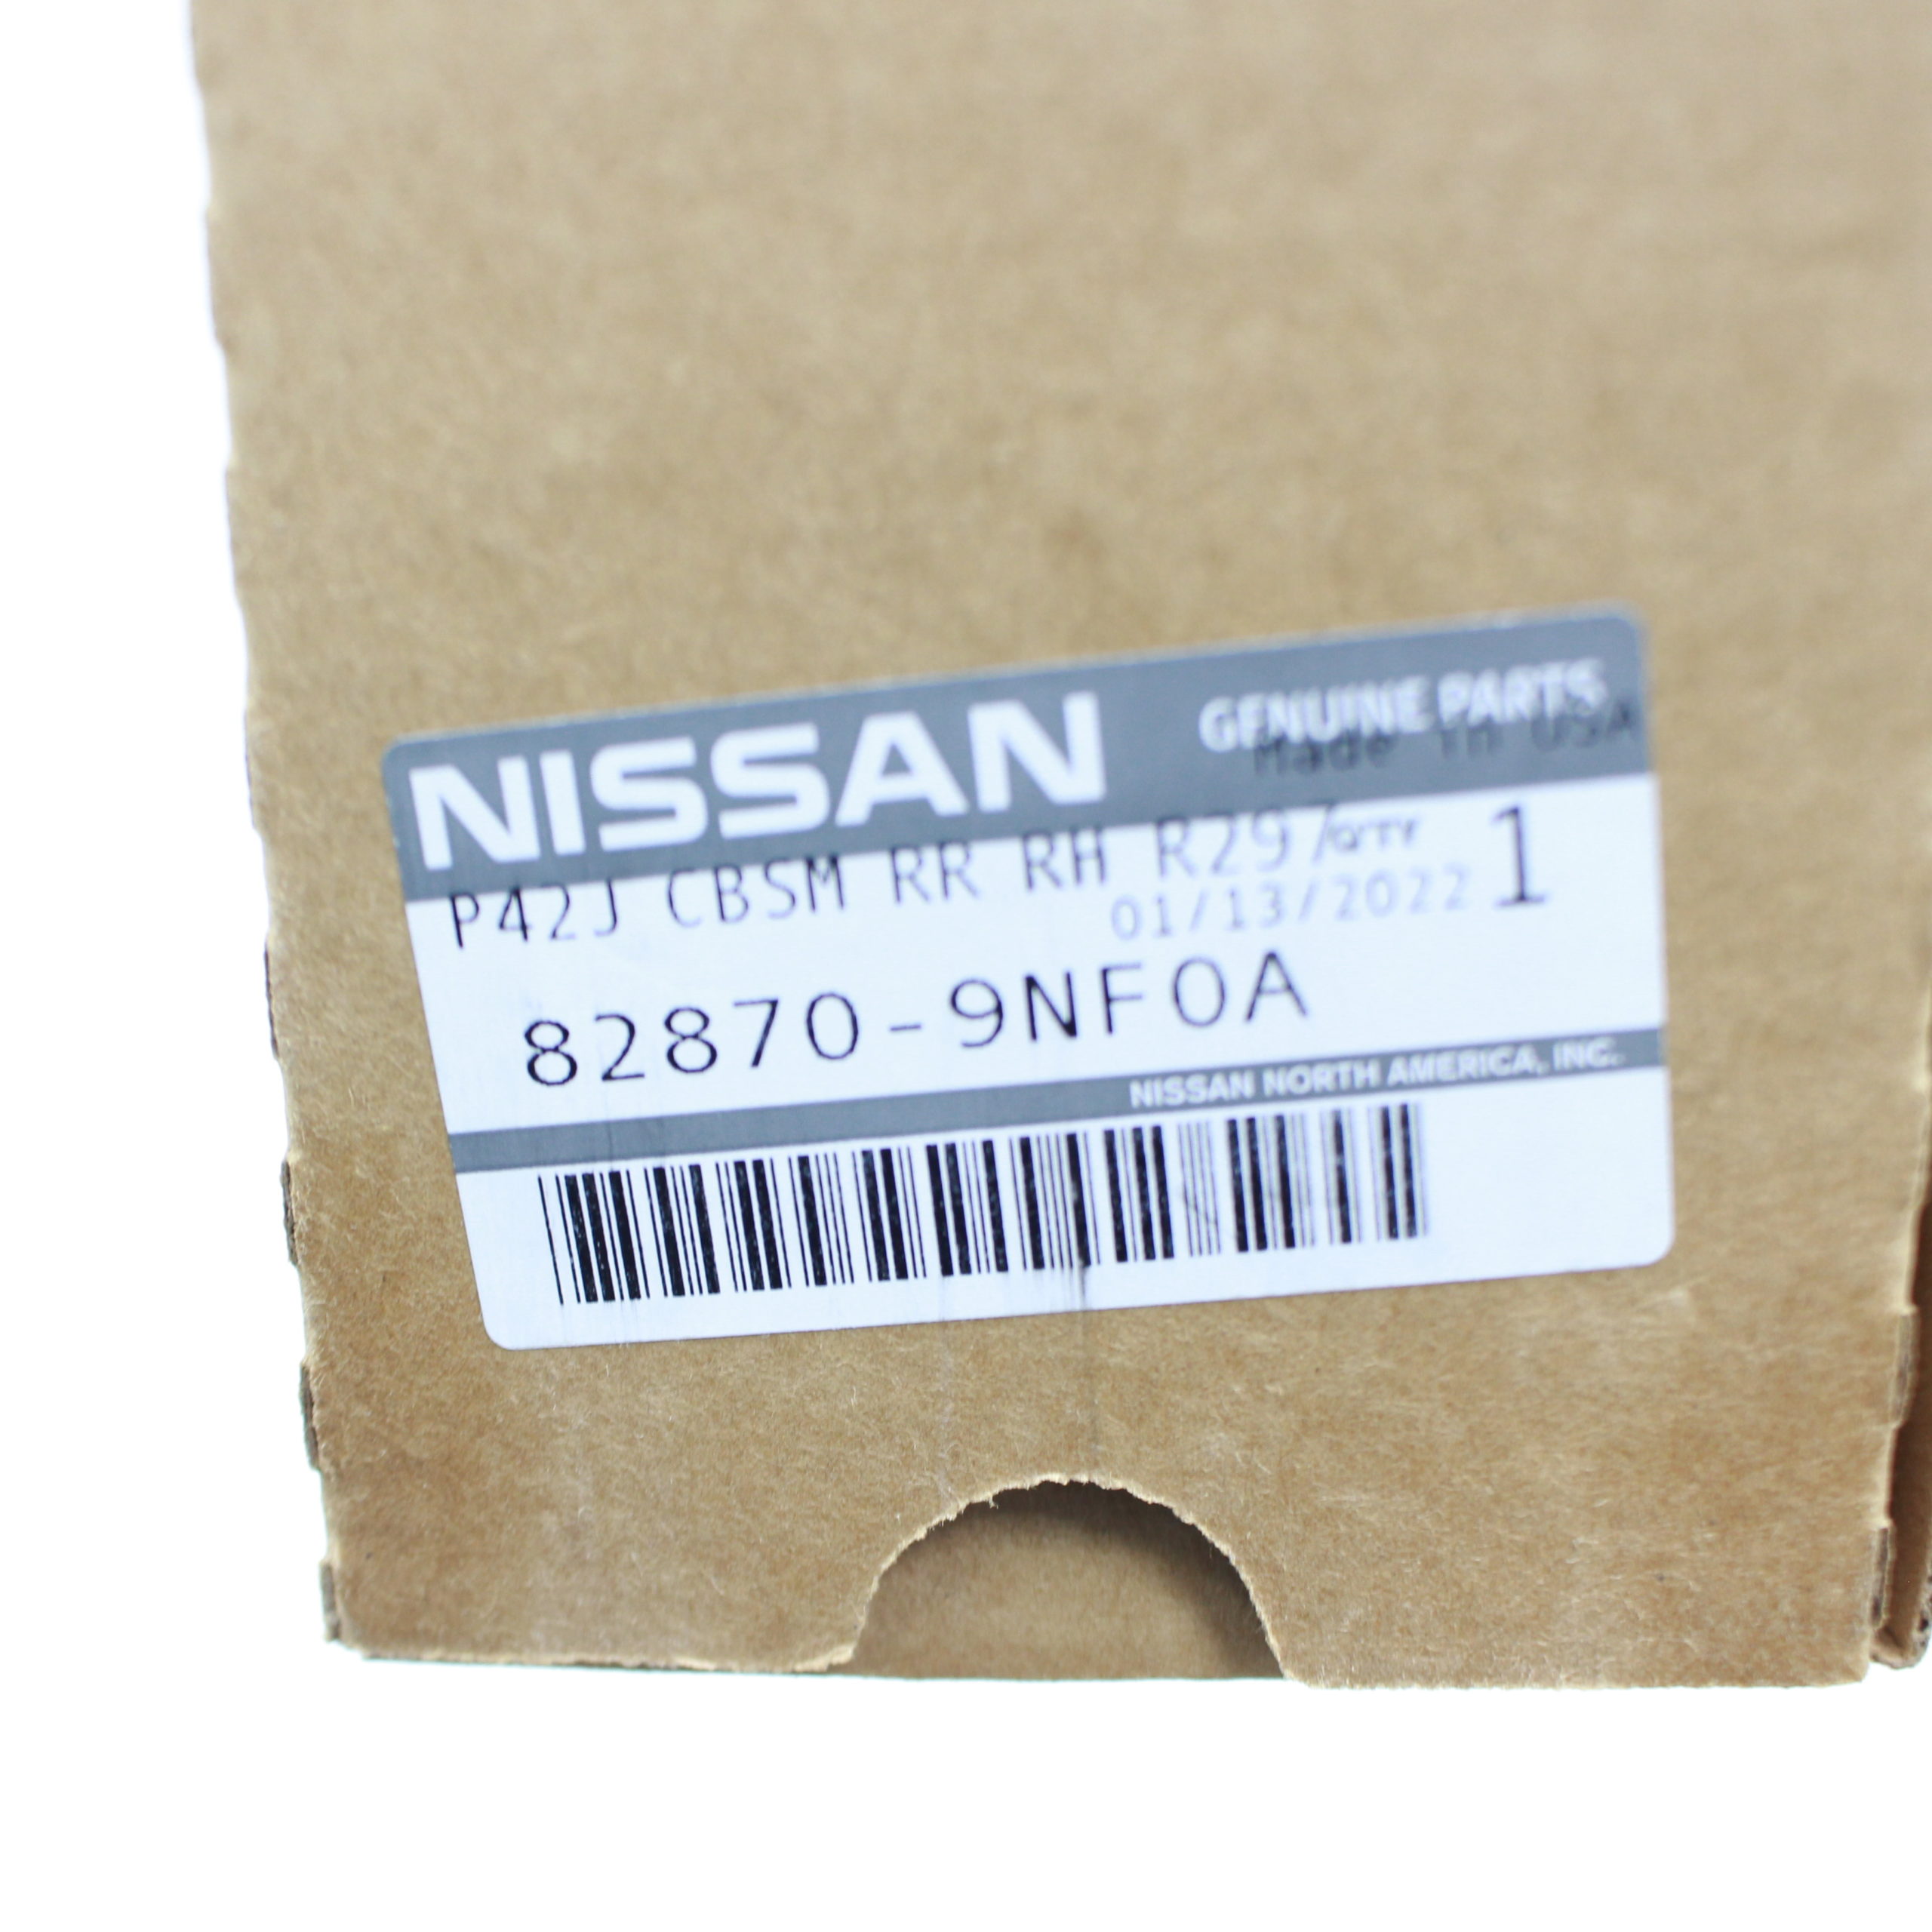 NISSAN GENUINE PARTS
Made in USA
P42J CBSM RR RH R297 QTY 1
01/13/2022
82870-9NF0A
NISSAN NORTH AMERICA, INC.